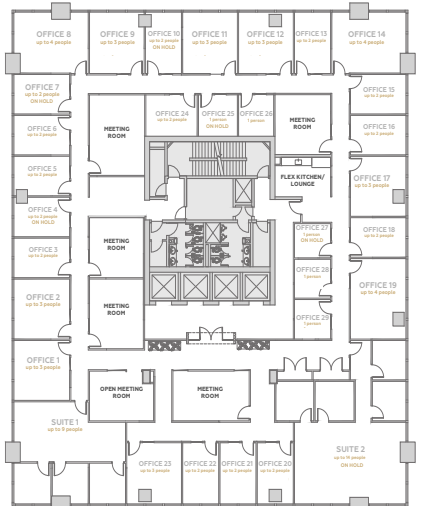 OFFICE 8
up to 4 people
OFFICE 9
up to 3 people
OFFICE 10
up to 2 people
ON HOLD
OFFICE 11
up to 3 people
OFFICE 12
up to 3 people
OFFICE 13
up to 2 people
OFFICE 14
up to 4 people
OFFICE 7
up to 2 people
ON HOLD
OFFICE 15
up to 2 people
OFFICE 24
up to 2 people
OFFICE 25
1 person
ON HOLD
OFFICE 26
1 person
MEETING
ROOM
MEETING
ROOM
OFFICE 6
up to 2 people
OFFICE 16
up to 2 people
OFFICE 5
up to 2 people
FLEX KITCHEN/
LOUNGE
OFFICE 17
up to 3 people
OFFICE 4
up to 2 people
ON HOLD
OFFICE 3
up to 2 people
MEETING
ROOM
OFFICE 27
1 person
ON HOLD
OFFICE 18
up to 2 people
OFFICE 28
1 person
OFFICE 19
up to 4 people
OFFICE 2
up to 3 people
MEETING
ROOM
OFFICE 29
1 person
OFFICE 1
up to 3 people
OPEN MEETING
ROOM
MEETING
ROOM
SUITE 1
up to 9 people
SUITE 2
up to 11 people
ON HOLD
OFFICE 23
up to 3 people
OFFICE 22
up to 2 people
OFFICE 21
up to 2 people
OFFICE 20
up to 2 people